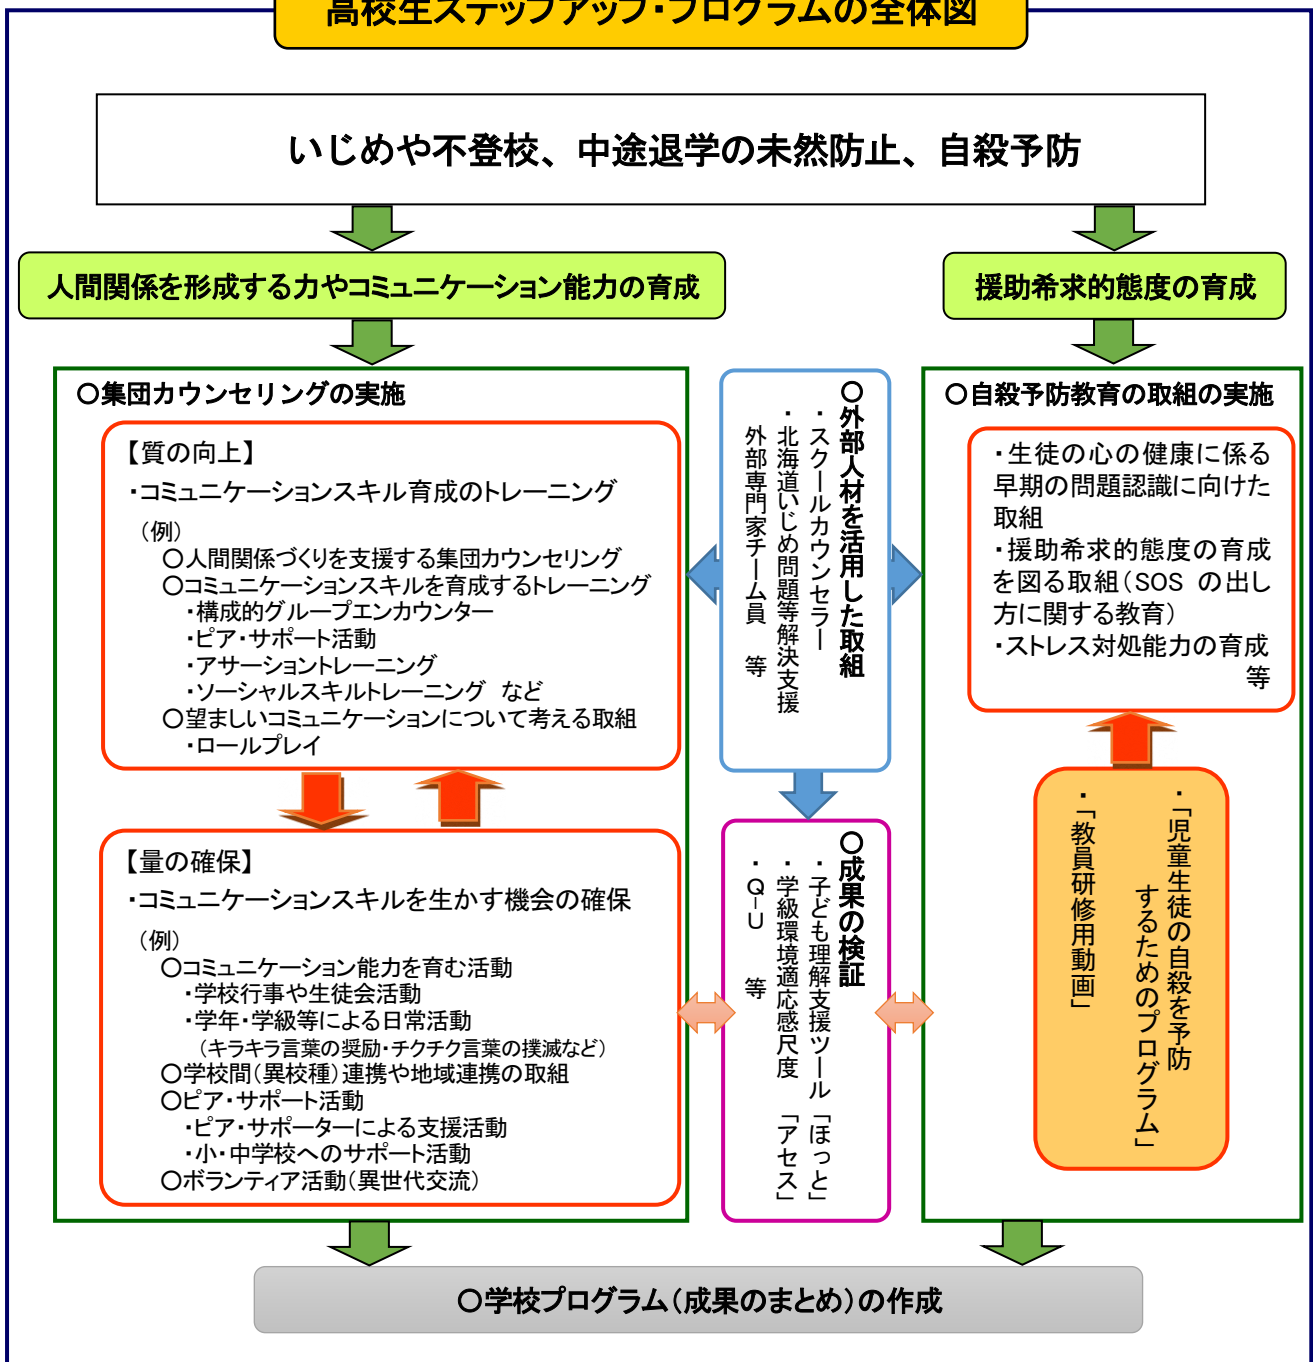 高校生ステップアップ・プログラムの全体図
いじめや不登校、中途退学の未然防止、自殺予防
人間関係を形成する力やコミュニケーション能力の育成
援助希求的態度の育成
○集団カウンセリングの実施
【質の向上】
・コミュニケーションスキル育成のトレーニング
（例）
○人間関係づくりを支援する集団カウンセリング
○コミュニケーションスキルを育成するトレーニング
・構成的グループエンカウンター
・ピア・サポート活動
・アサーショントレーニング
・ソーシャルスキルトレーニング など
○望ましいコミュニケーションについて考える取組
・ロールプレイ
【量の確保】
・コミュニケーションスキルを生かす機会の確保
（例）
○コミュニケーション能力を育む活動
・学校行事や生徒会活動
・学年・学級等による日常活動
（キラキラ言葉の奨励・チクチク言葉の撲滅など）
○学校間（異校種）連携や地域連携の取組
○ピア・サポート活動
・ピア・サポーターによる支援活動
・小・中学校へのサポート活動
○ボランティア活動（異世代交流）
○外部人材を活用した取組
・スクールカウンセラー
・北海道いじめ問題等解決支援
外部専門家チーム員 等
○成果の検証
・子ども理解支援ツール「ほっと」
・学級環境適応感尺度「アセス」
・Q-U 等
○自殺予防教育の取組の実施
・生徒の心の健康に係る
早期の問題認識に向けた
取組
・援助希求的態度の育成
を図る取組（SOS の出し
方に関する教育）
・ストレス対処能力の育成
等
・「児童生徒の自殺を予防
するためのプログラム」
・「教員研修用動画」
○学校プログラム（成果のまとめ）の作成